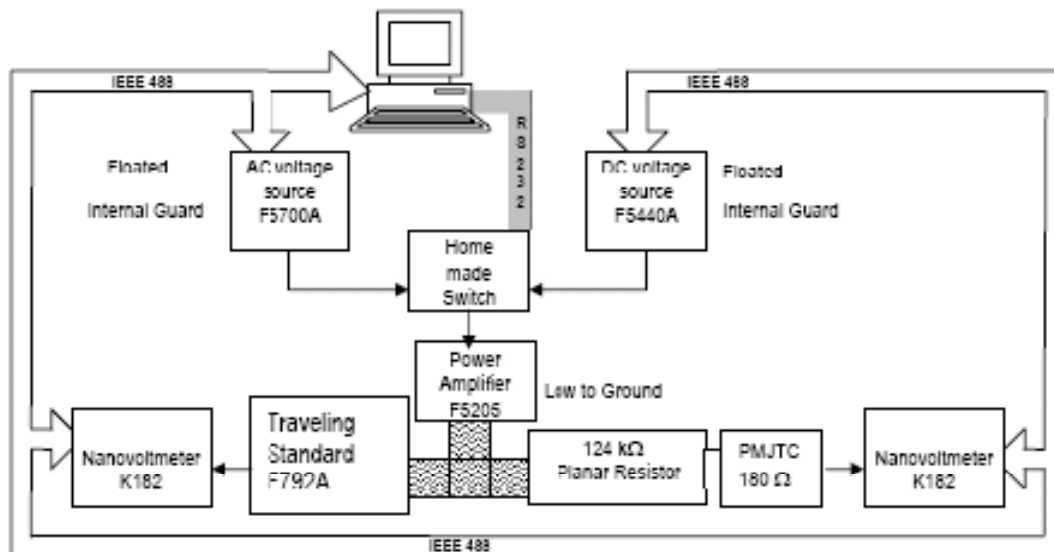 IEEE 488
IEEE 488
R
S
2
3
2
Floated
Internal Guard
AC voltage
source
F5700A
DC voltage
source
F5440A
Floated
Internal Guard
Home
made
Switch
Power
Amplifier
F5205
Low to Ground
Nanovoltmeter
K182
Traveling
Standard
F792A
124 kΩ
Planar Resistor
PMJTC
180 Ω
Nanovoltmeter
K182
IEEE 488